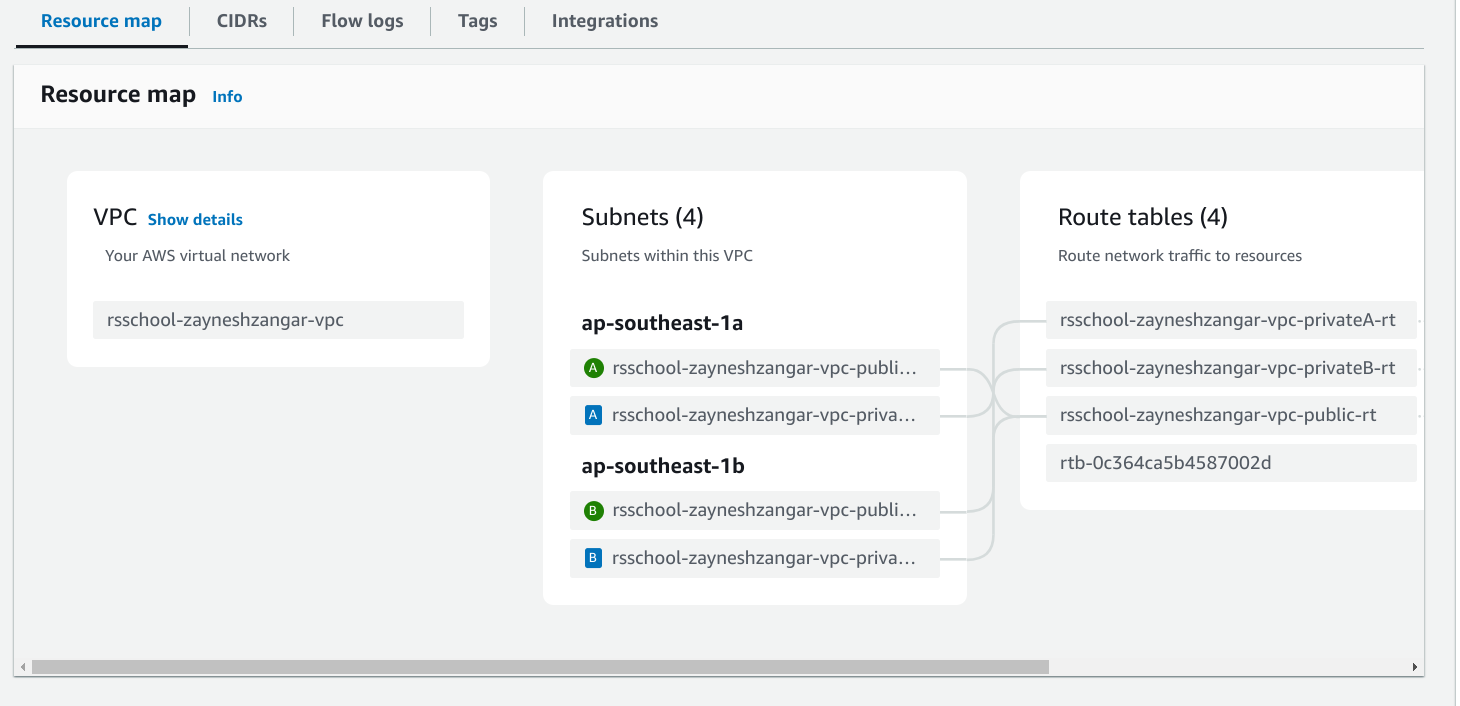 Resource map CIDRs Flow logs Tags Integrations
Resource map Info
VPC Show details
Your AWS virtual network
rsschool-zayneshzangar-vpc
Subnets (4)
Subnets within this VPC
ap-southeast-1a
A rsschool-zayneshzangar-vpc-publi...
A rsschool-zayneshzangar-vpc-priva...
ap-southeast-1b
B rsschool-zayneshzangar-vpc-publi...
B rsschool-zayneshzangar-vpc-priva...
Route tables (4)
Route network traffic to resources
rsschool-zayneshzangar-vpc-privateA-rt
rsschool-zayneshzangar-vpc-privateB-rt
rsschool-zayneshzangar-vpc-public-rt
rtb-0c364ca5b4587002d